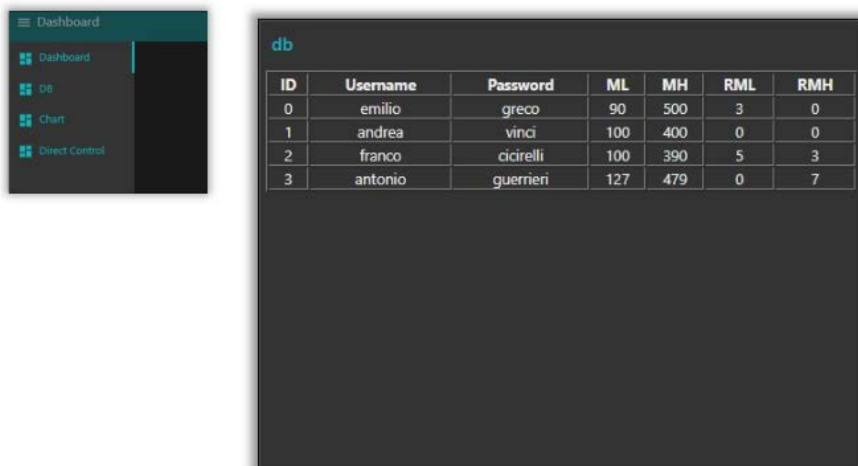 Dashboard
Dashboard
DB
Chart
Direct Control
db
ID Username Password ML MH RML RMH
0 emilio greco 90 500 3 0
1 andrea vinci 100 400 0 0
2 franco cicirelli 100 390 5 3
3 antonio guerrieri 127 479 0 7